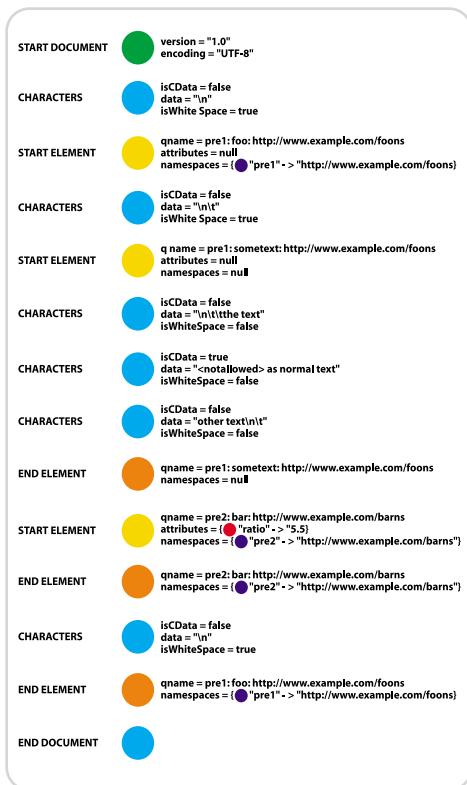 START DOCUMENT
version = "1.0"
encoding = "UTF-8"
CHARACTERS
isCData = false
data = "\n"
isWhite Space = true
START ELEMENT
qname = pre1: foo: http://www.example.com/foons
attributes = null
namespaces = { "pre1" - > "http://www.example.com/foons}
CHARACTERS
isCData = false
data = "\n\t"
isWhite Space = true
START ELEMENT
q name = pre1: sometext: http://www.example.com/foons
attributes = null
namespaces = null
CHARACTERS
isCData = false
data = "\n\t\tthe text"
isWhiteSpace = false
CHARACTERS
isCData = true
data = "<notallowed> as normal text"
isWhiteSpace = false
CHARACTERS
isCData = false
data = "other text\n\t"
isWhiteSpace = false
END ELEMENT
qname = pre1: sometext: http://www.example.com/foons
namespaces = null
START ELEMENT
qname = pre2: bar: http://www.example.com/barns
attributes = { "ratio" - > "5.5}
namespaces = { "pre2" - > "http://www.example.com/barns"}
END ELEMENT
qname = pre2: bar: http://www.example.com/barns
namespaces = { "pre2" - > "http://www.example.com/barns"}
CHARACTERS
isCData = false
data = "\n"
isWhiteSpace = true
END ELEMENT
qname = pre1: foo: http://www.example.com/foons
namespaces = { "pre1" - > "http://www.example.com/foons}
END DOCUMENT